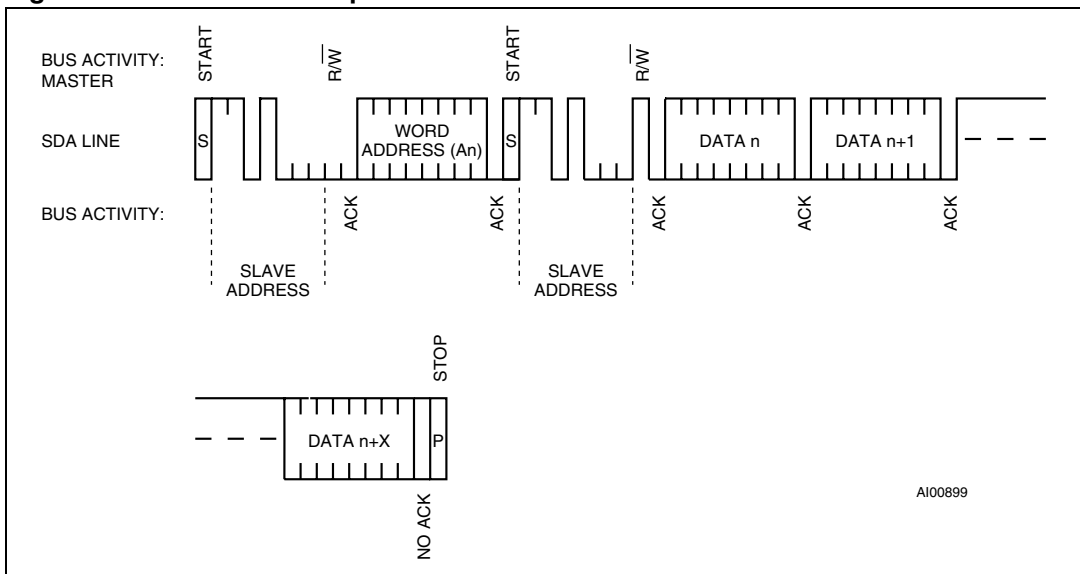 START
R/W
START
R/W
BUS ACTIVITY:
MASTER
SDA LINE
S
WORD
ADDRESS (An)
S
DATA n
DATA n+1
BUS ACTIVITY:
ACK
ACK
ACK
ACK
ACK
SLAVE
ADDRESS
SLAVE
ADDRESS
STOP
DATA n+X
P
NO ACK
AI00899